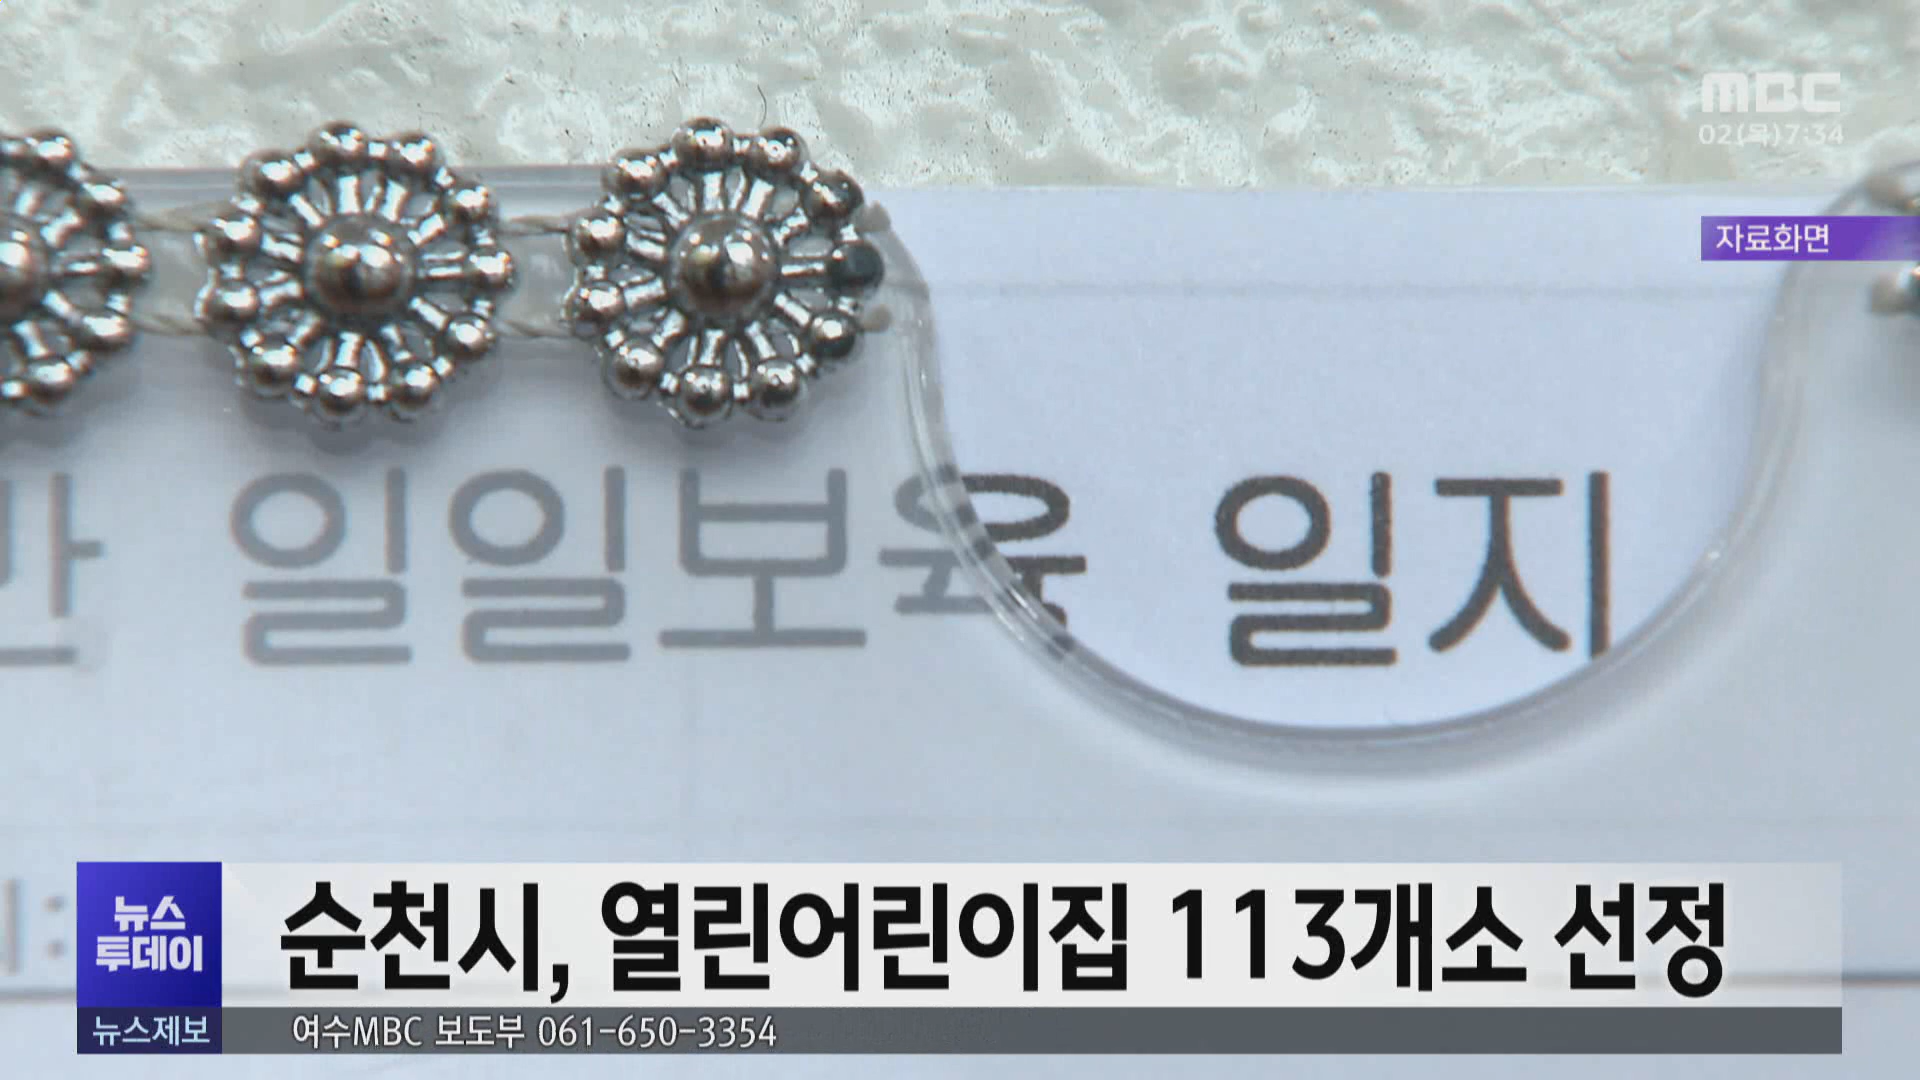 MBC
02(목)7:34
자료화면
일일보육 일지
뉴스
투데이
순천시, 열린어린이집 113개소 선정
뉴스제보
여수MBC 보도부 061-650-3354